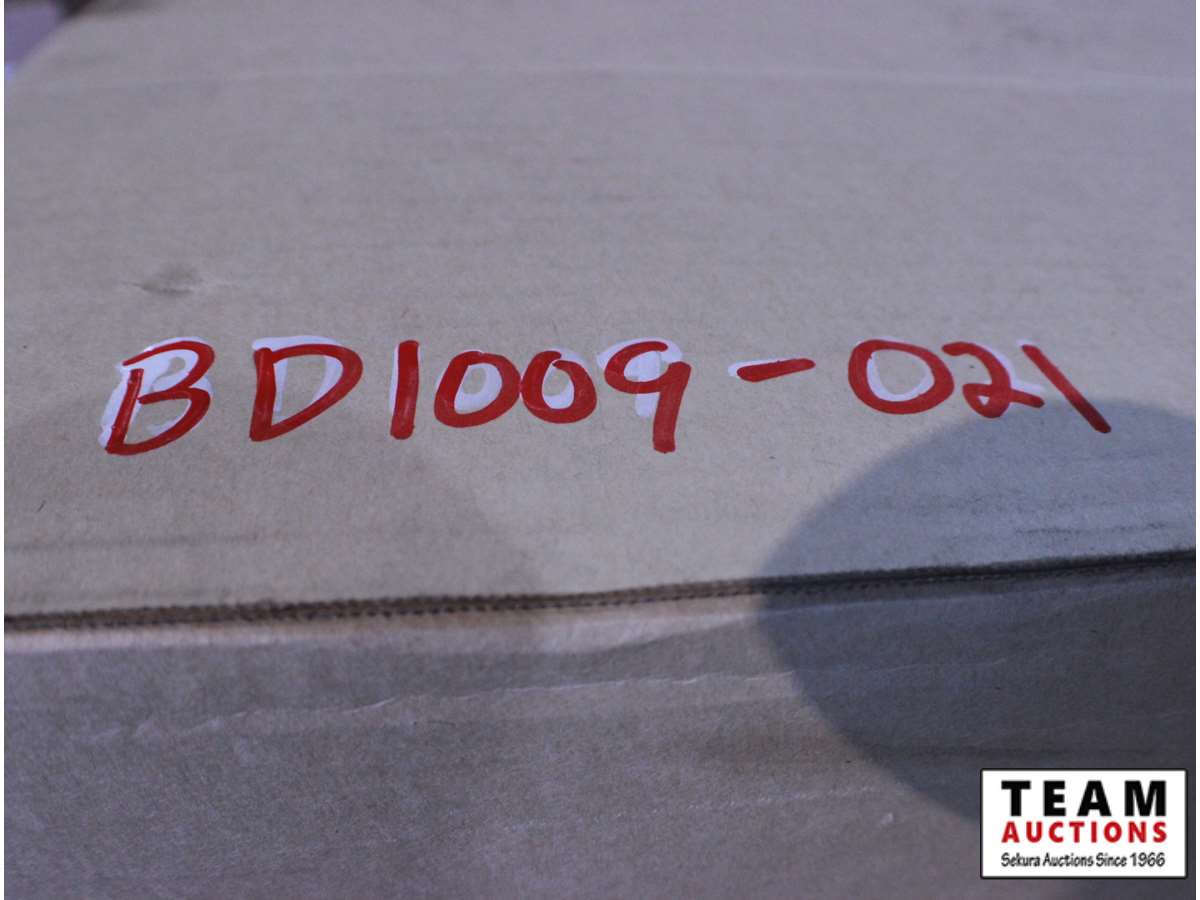 BD1009-021
TEAM
AUCTIONS
Sekura Auctions Since 1966